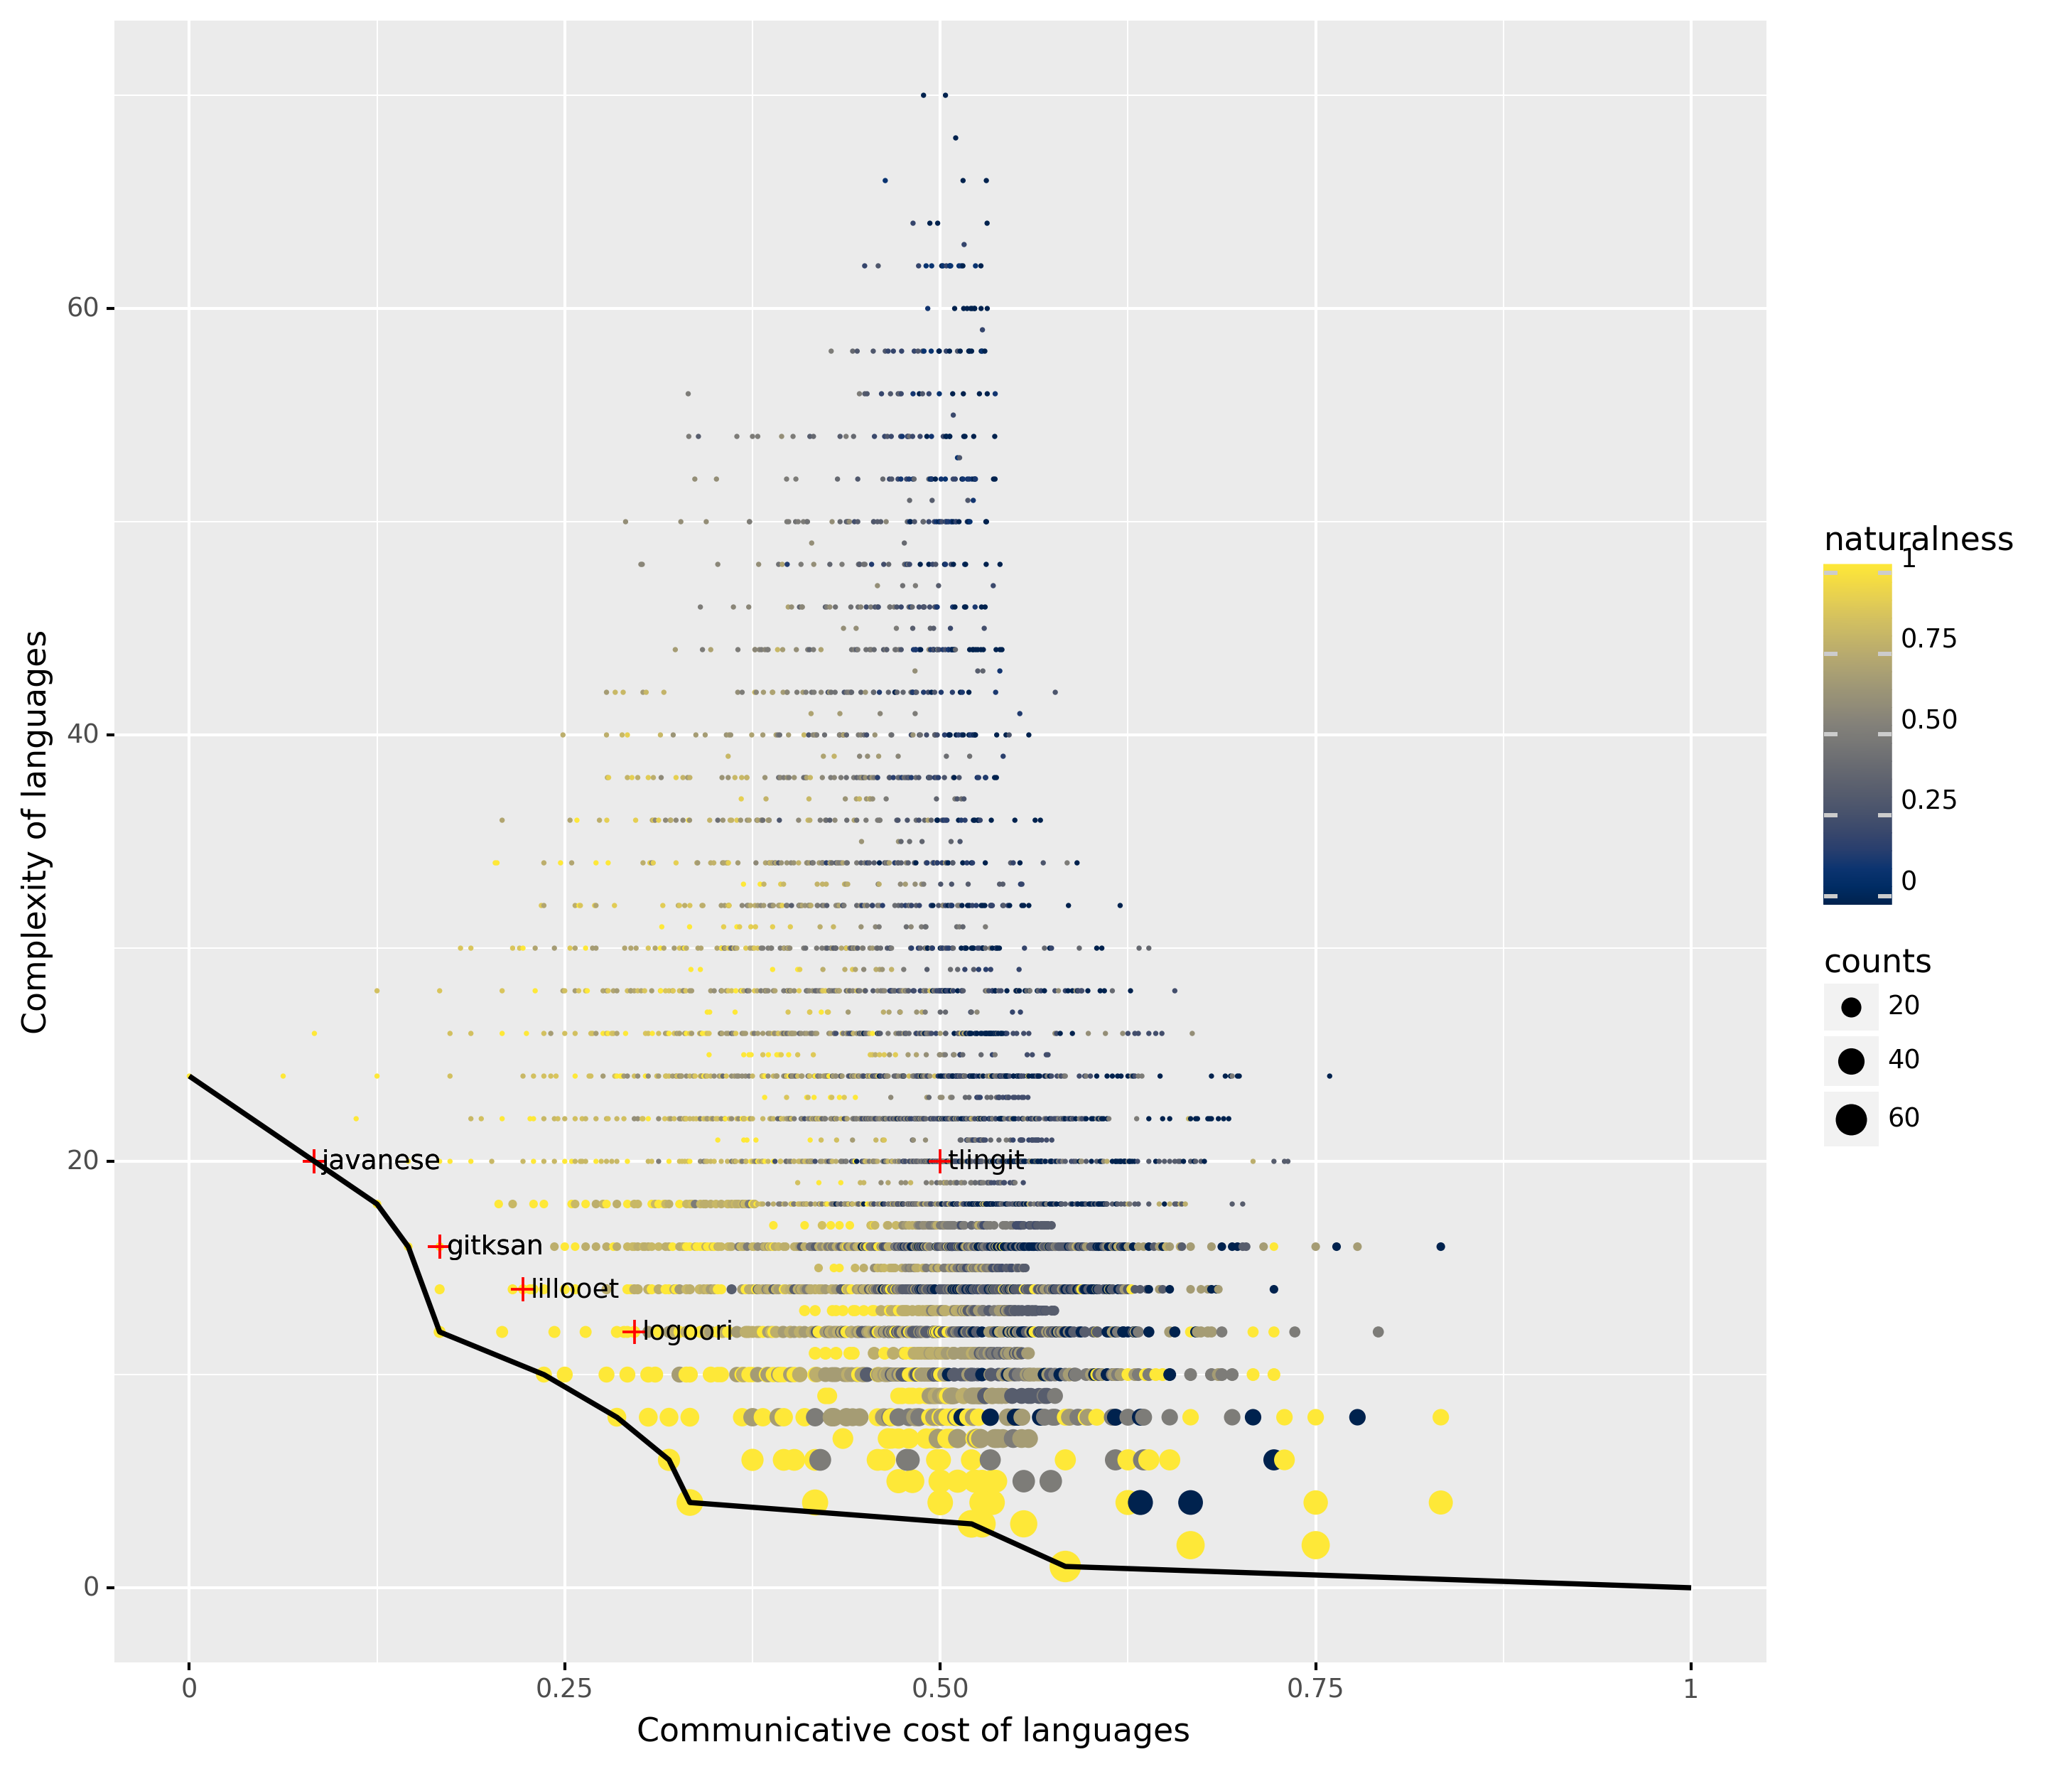 Complexity of languages
60
40
20
0
javanese
tlingit
gitksan
lillooet
logoori
0
0.25
0.50
0.75
1
Communicative cost of languages
naturalness
1
0.75
0.50
0.25
0
counts
20
40
60